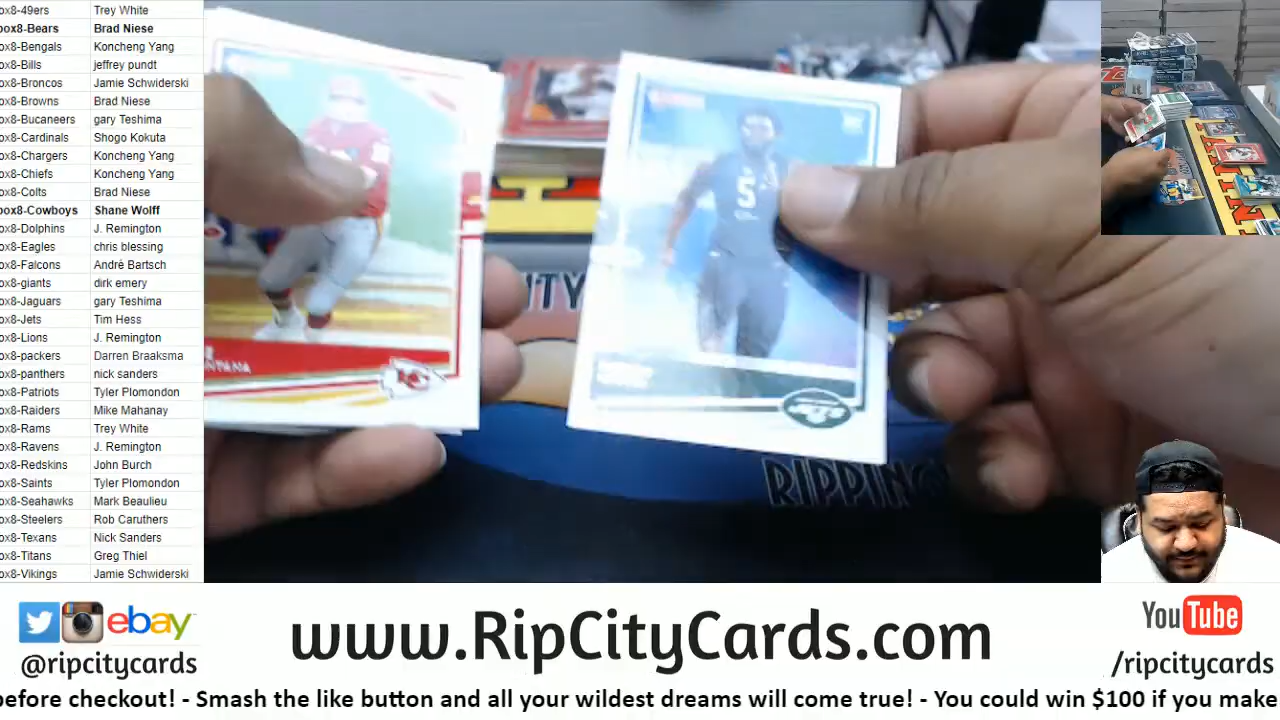 ox8-49ers Trey White
oox8-Bears Brad Niese
ox8-Bengals Koncheng Yang
ox8-Bills jeffrey pundt
ox8-Broncos Jamie Schwiderski
ox8-Browns Brad Niese
ox8-Bucaneers gary Teshima
ox8-Cardinals Shogo Kokuta
ox8-Chargers Koncheng Yang
ox8-Chiefs Koncheng Yang
ox8-Colts Brad Niese
oox8-Cowboys Shane Wolff
ox8-Dolphins J. Remington
ox8-Eagles chris blessing
ox8-Falcons André Bartsch
ox8-giants dirk emery
ox8-Jaguars gary Teshima
ox8-Jets Tim Hess
ox8-Lions J. Remington
ox8-packers Darren Braaksma
ox8-panthers nick sanders
ox8-Patriots Tyler Plomondon
ox8-Raiders Mike Mahanay
ox8-Rams Trey White
ox8-Ravens J. Remington
ox8-Redskins John Burch
ox8-Saints Tyler Plomondon
ox8-Seahawks Mark Beaulieu
ox8-Steelers Rob Caruthers
ox8-Texans Nick Sanders
ox8-Titans Greg Thiel
ox8-Vikings Jamie Schwiderski
5
RIPPIN
ebay
@ripcitycards
www.RipCityCards.com
YouTube
/ripcitycards
before checkout! - Smash the like button and all your wildest dreams will come true! - You could win $100 if you make